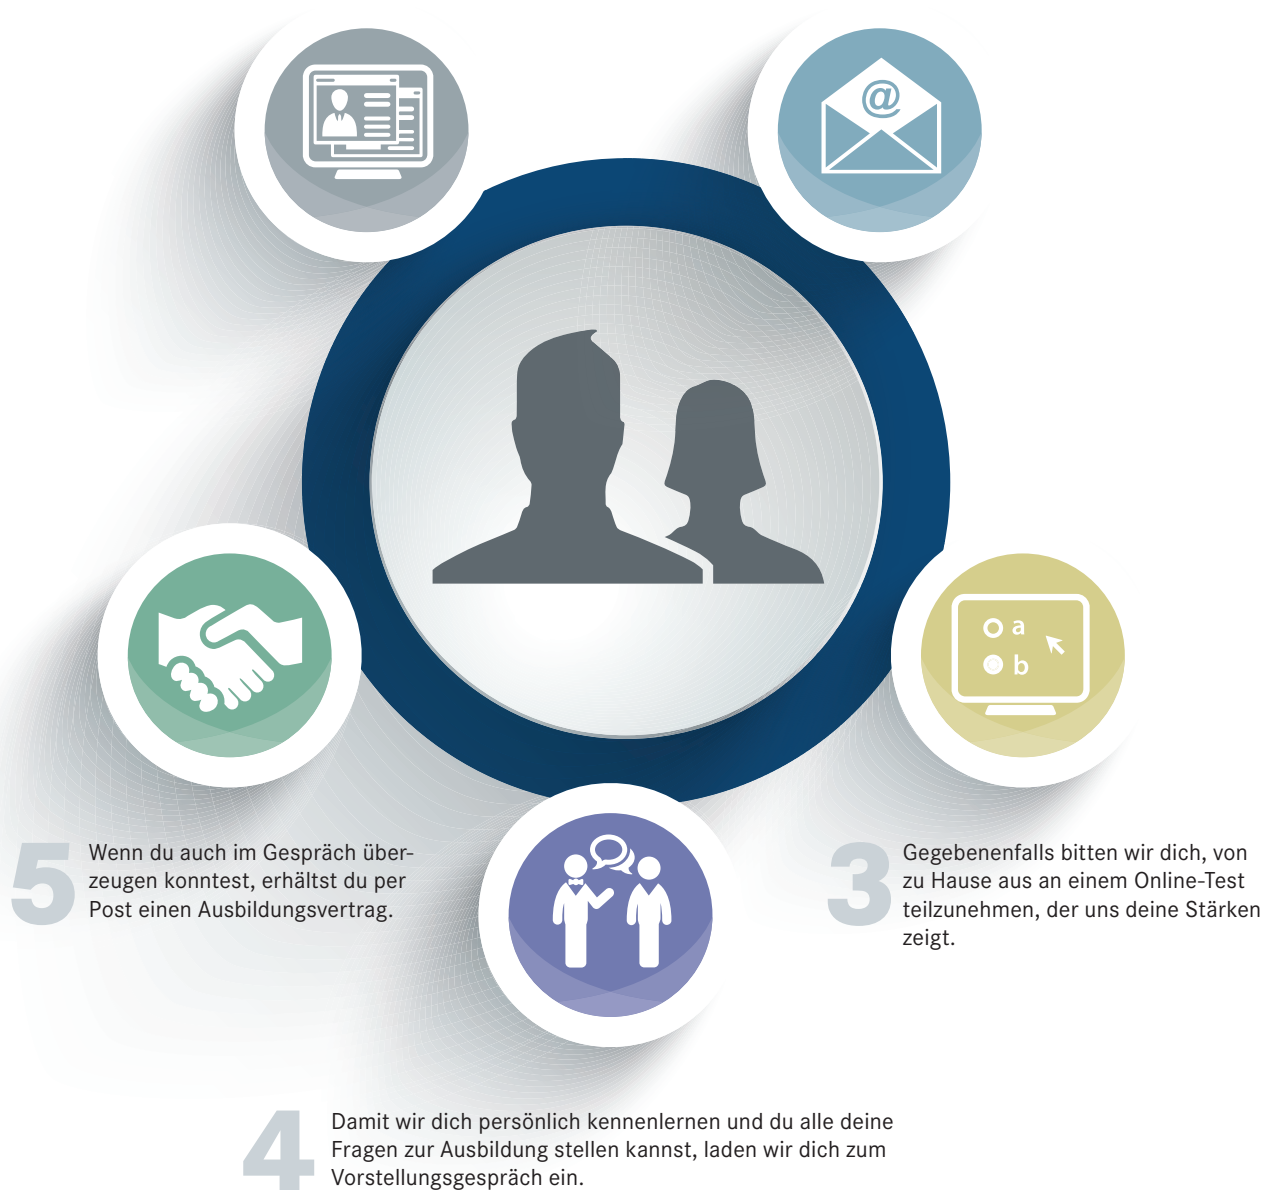 @
a
b
3
Gegebenenfalls bitten wir dich, von
zu Hause aus an einem Online-Test
teilzunehmen, der uns deine Stärken
zeigt.
4
Damit wir dich persönlich kennenlernen und du alle deine
Fragen zur Ausbildung stellen kannst, laden wir dich zum
Vorstellungsgespräch ein.
5
Wenn du auch im Gespräch über-
zeugen konntest, erhältst du per
Post einen Ausbildungsvertrag.